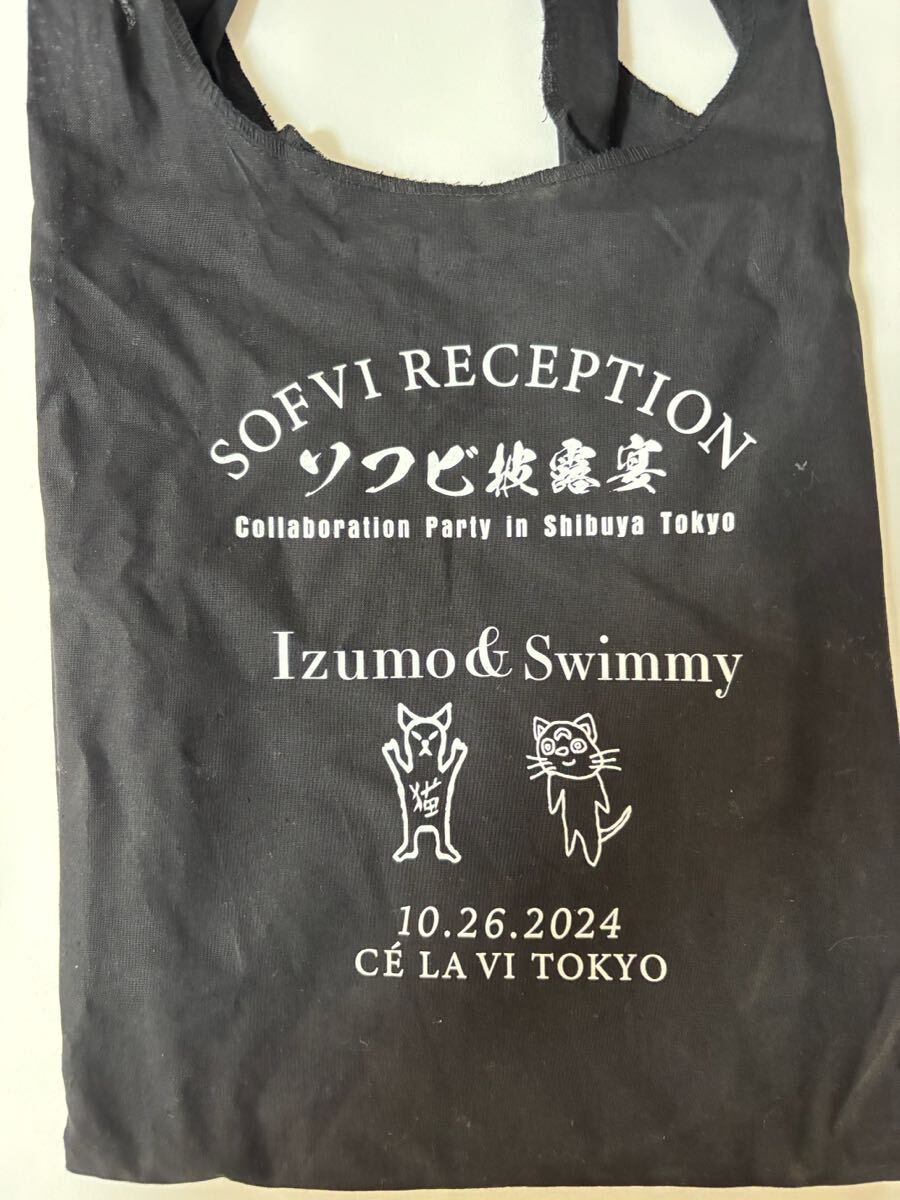 SOFVI RECEPTION
ソフビ披露宴
Collaboration Party in Shibuya Tokyo
Izumo & Swimmy
猫
10.26.2024
CÉ LA VI TOKYO